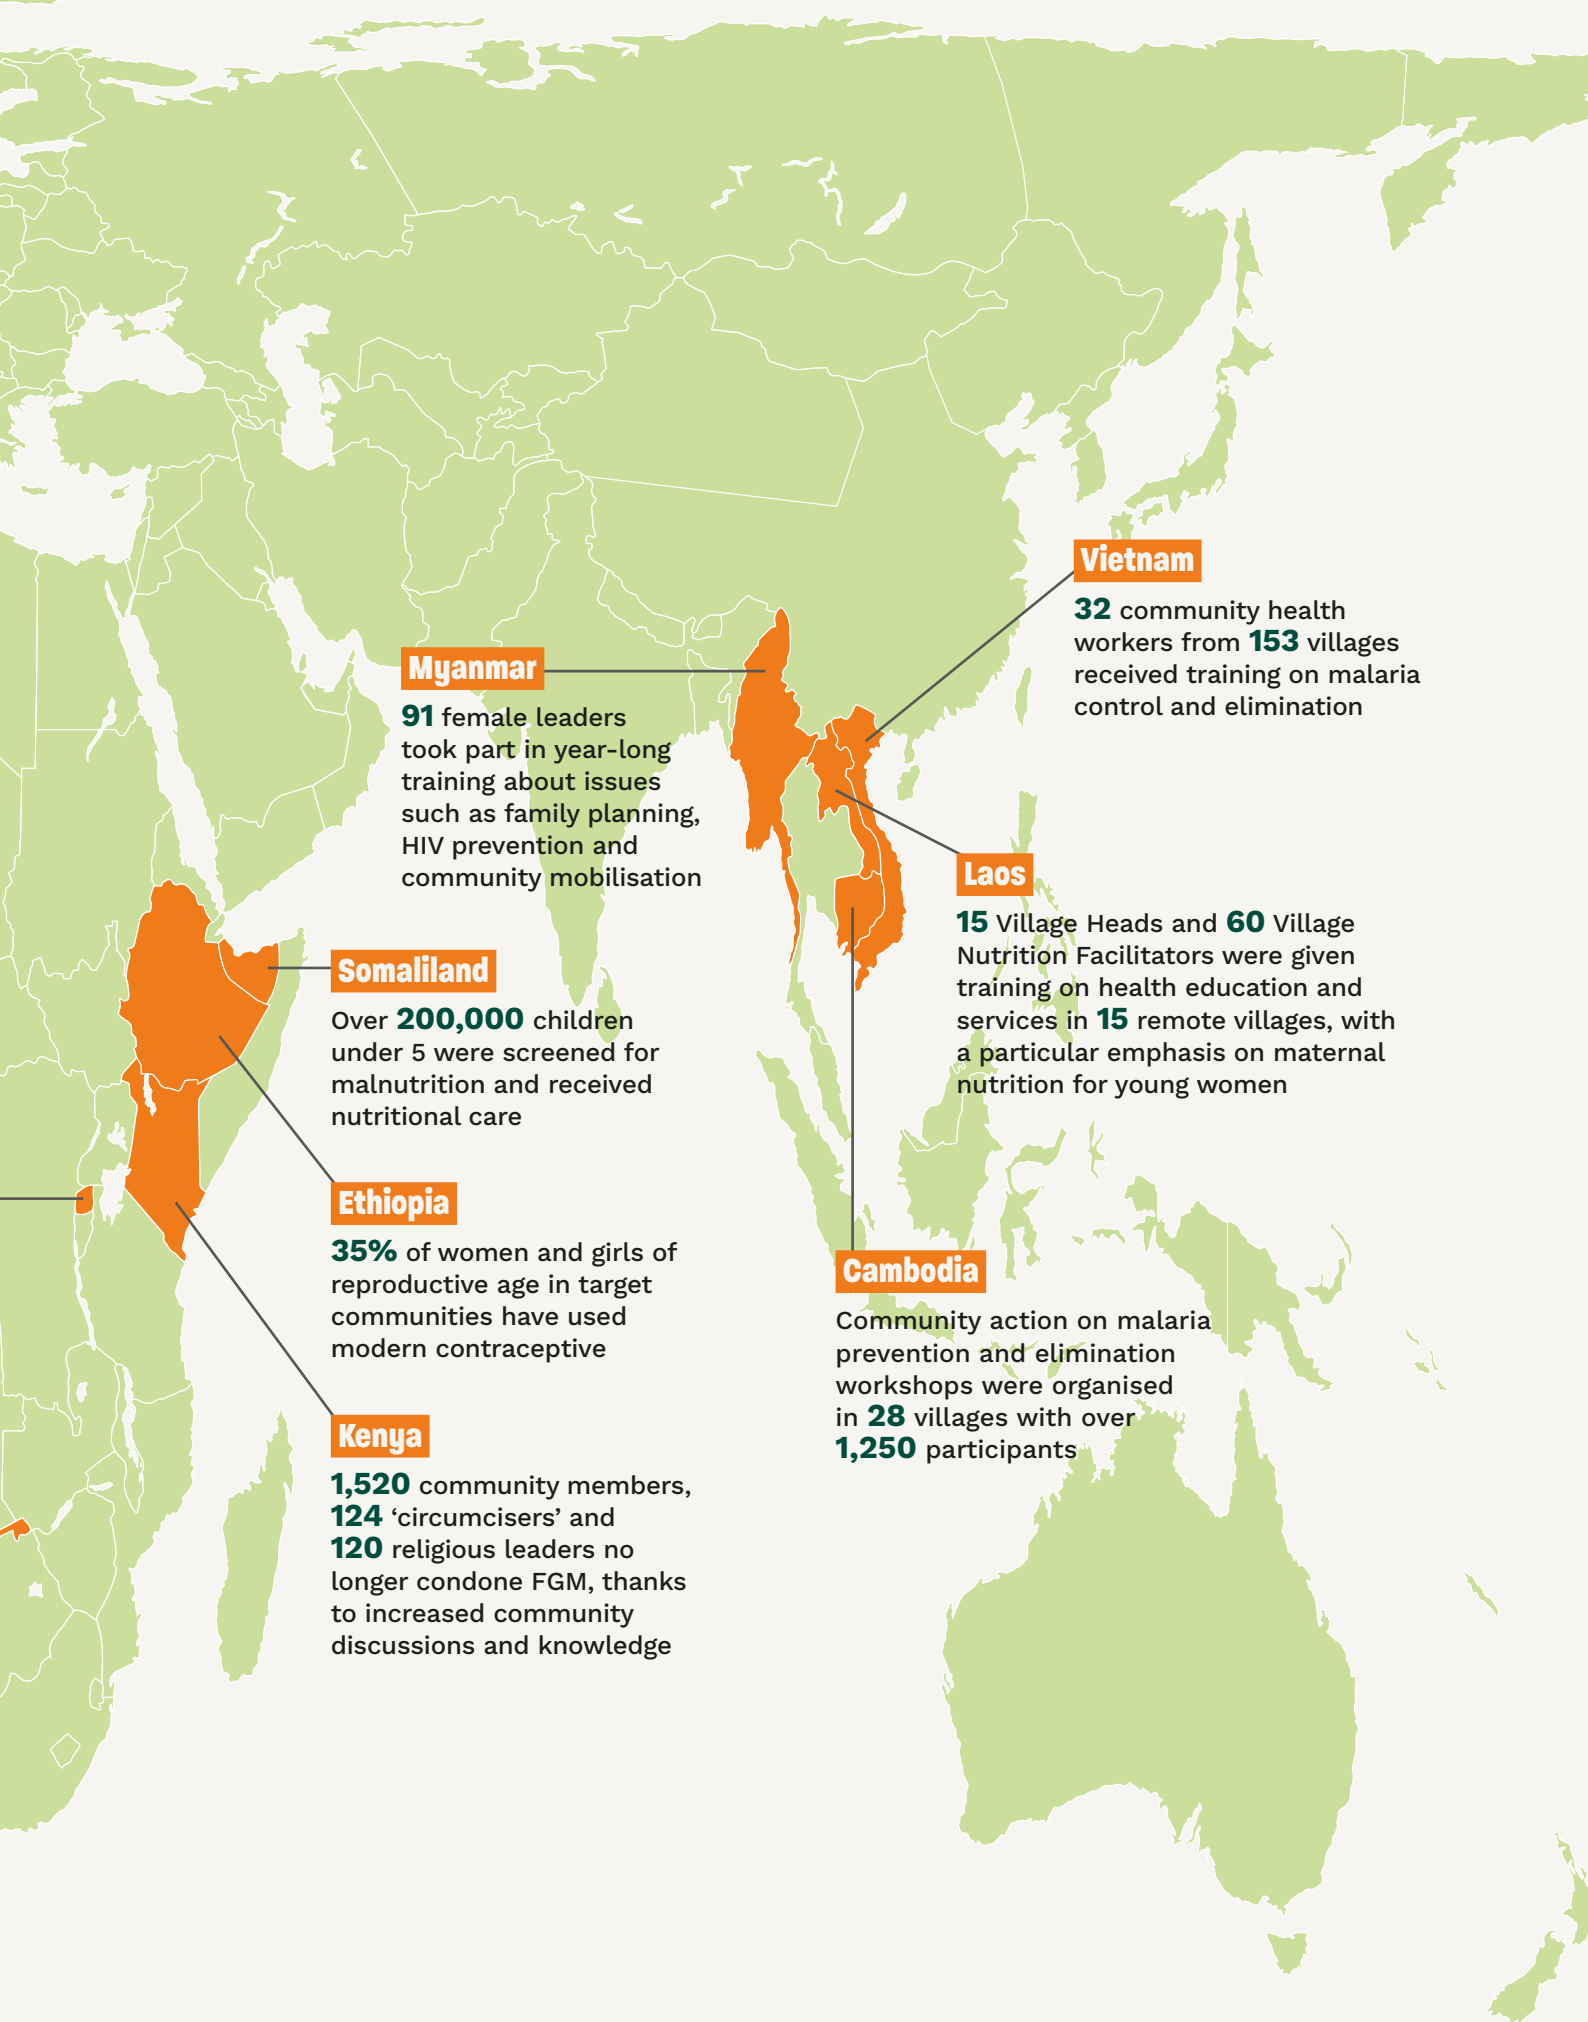 Vietnam
32 community health
workers from 153 villages
received training on malaria
control and elimination
Myanmar
91 female leaders
took part in year-long
training about issues
such as family planning,
HIV prevention and
community mobilisation
Laos
15 Village Heads and 60 Village
Nutrition Facilitators were given
training on health education and
services in 15 remote villages, with
a particular emphasis on maternal
nutrition for young women
Somaliland
Over 200,000 children
under 5 were screened for
malnutrition and received
nutritional care
Ethiopia
35% of women and girls of
reproductive age in target
communities have used
modern contraceptive
Cambodia
Community action on malaria
prevention and elimination
workshops were organised
in 28 villages with over
1,250 participants
Kenya
1,520 community members,
124 ‘circumcisers’ and
120 religious leaders no
longer condone FGM, thanks
to increased community
discussions and knowledge